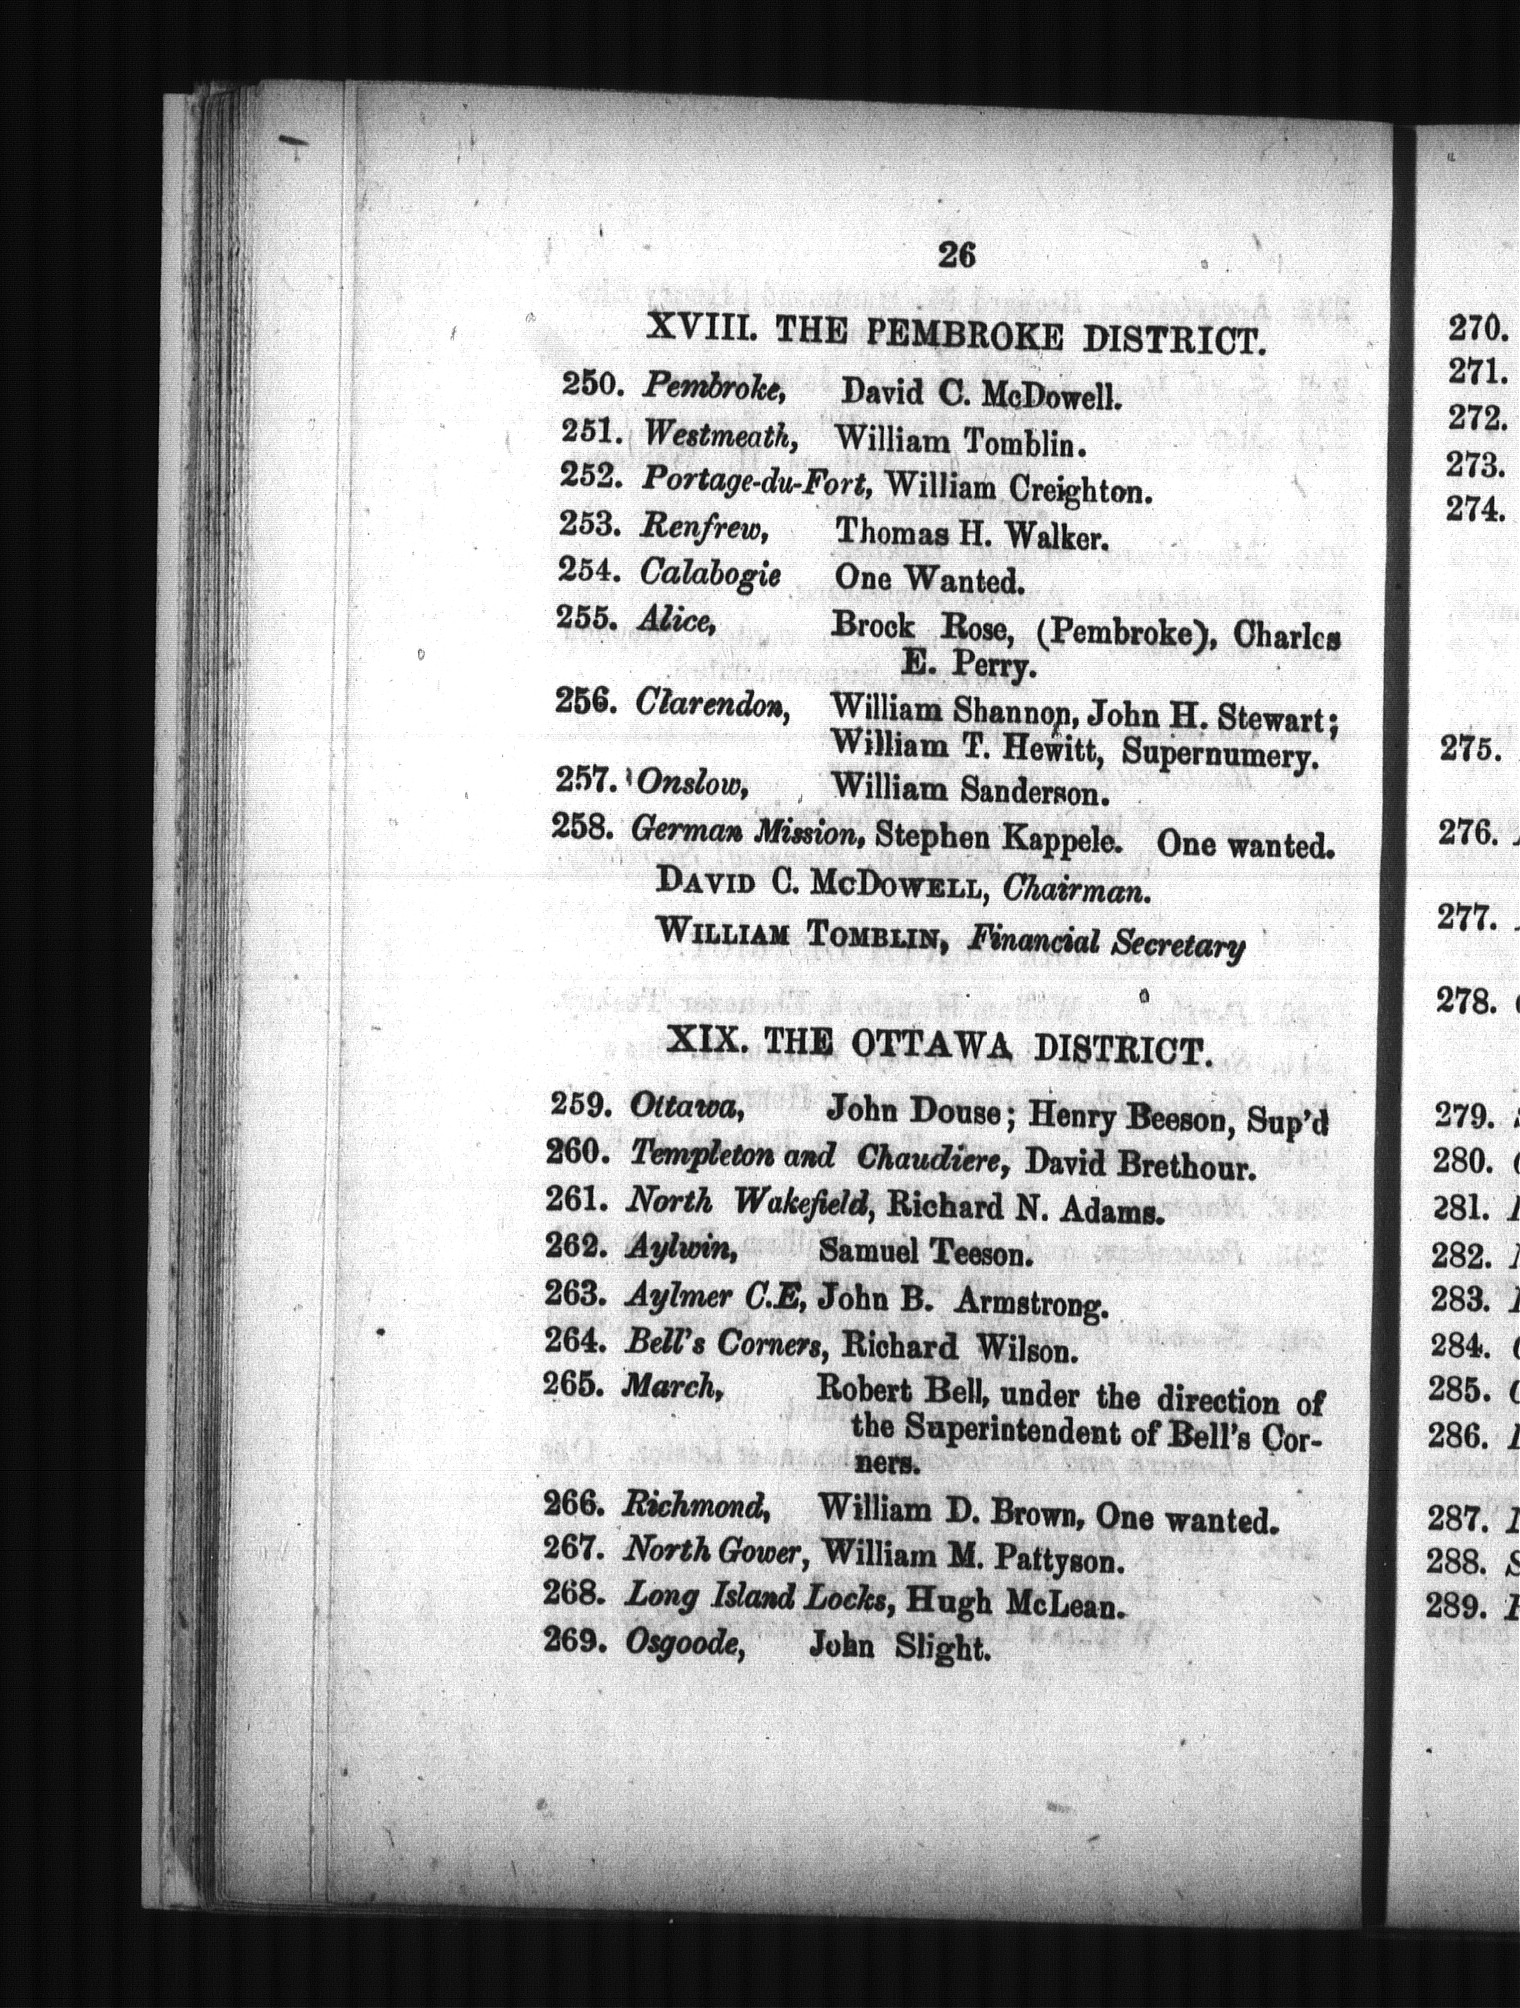 26
XVIII. THE PEMBROKE DISTRICT.
250. Pembroke, David C. McDowell.
251. Westmeath, William Tomblin.
252. Portage-du-Fort, William Creighton.
253. Renfrew, Thomas H. Walker.
254. Calabogie One Wanted.
255. Alice, Brock Rose, (Pembroke), Charles
E. Perry.
256. Clarendon, William Shannon, John H. Stewart;
William T. Hewitt, Supernumery.
257. Onslow, William Sanderson.
258. German Mission, Stephen Kappele. One wanted.
DAVID C. MCDOWELL, Chairman.
WILLIAM TOMBLIN, Financial Secretary
XIX. THE OTTAWA DISTRICT.
259. Ottawa, John Douse; Henry Beeson, Sup'd
260. Templeton and Chaudiere, David Brethour.
261. North Wakefield, Richard N. Adams.
262. Aylwin, Samuel Teeson.
263. Aylmer C.E, John B. Armstrong.
264. Bell's Corners, Richard Wilson.
265. March, Robert Bell, under the direction of
the Superintendent of Bell's Cor-
ners.
266. Richmond, William D. Brown, One wanted.
267. North Gower, William M. Pattyson.
268. Long Island Locks, Hugh McLean.
269. Osgoode, John Slight.
270.
271.
272.
273.
274.
275.
276.
277.
278.
279.
280.
281.
282.
283.
284.
285.
286.
287.
288.
289.